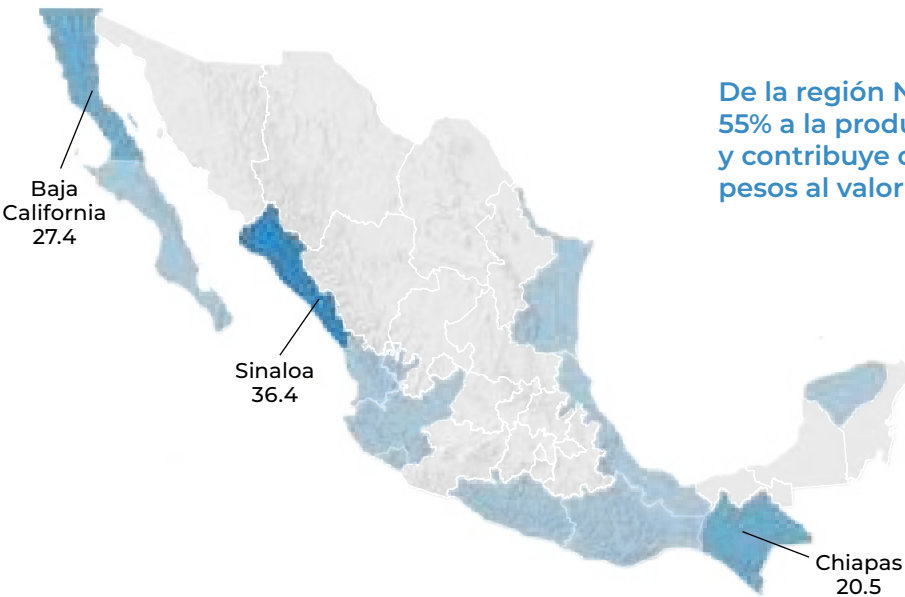 De la región N
55% a la produ
y contribuye
pesos al valor
Baja
California
27.4
Sinaloa
36.4
Chiapas
20.5